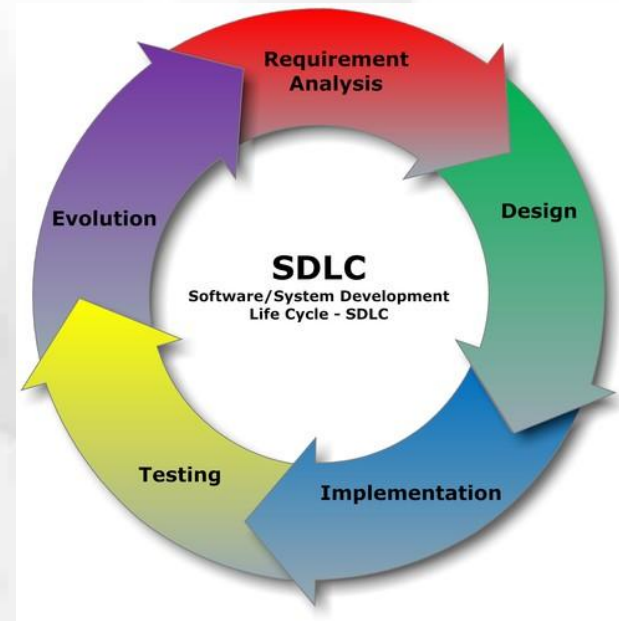 Requirement
Analysis
Design
Implementation
Testing
Evolution
SDLC
Software/System Development
Life Cycle - SDLC